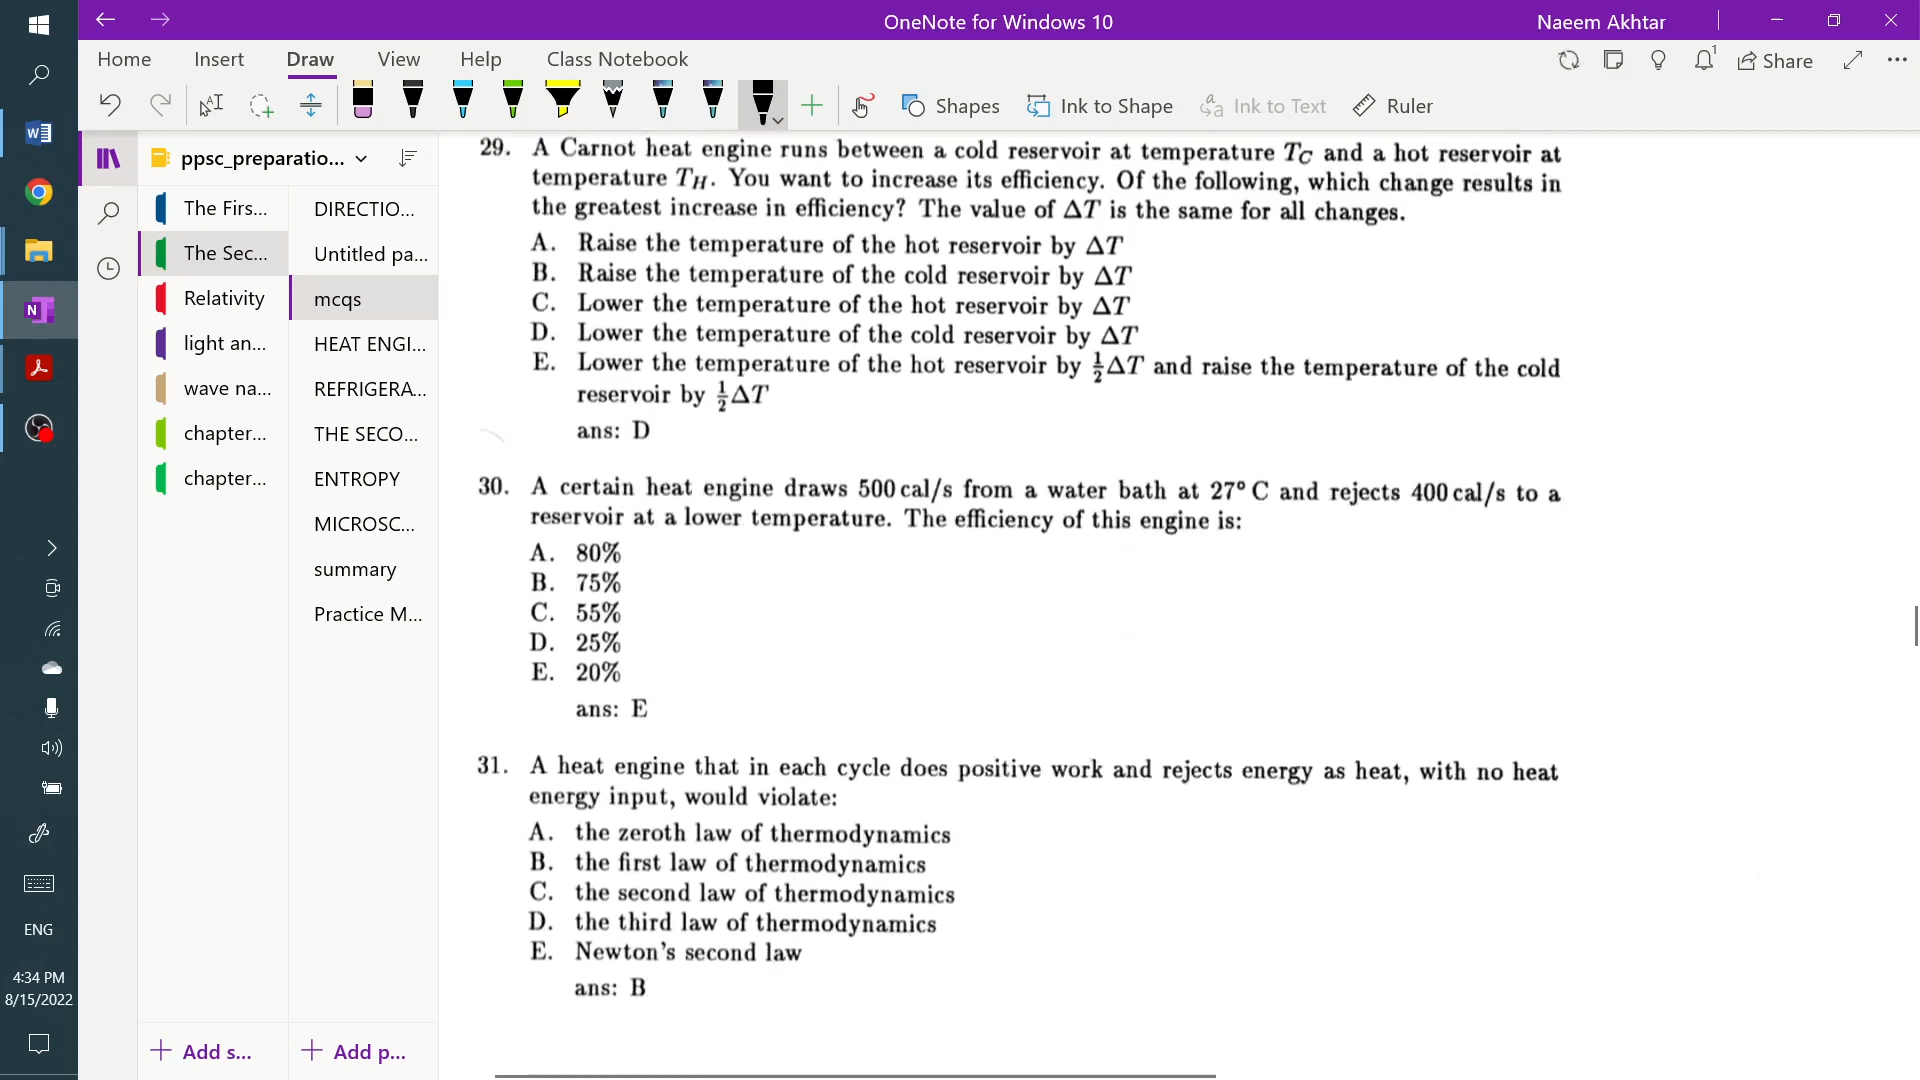 OneNote for Windows 10
Naeem Akhtar
Home Insert Draw View Help Class Notebook
1 Share
Shapes Ink to Shape Ink to Text Ruler
ppsc_preparatio...
The Firs...
The Sec...
Relativity
light an...
wave na...
chapter...
chapter...
Add s...
DIRECTIO...
Untitled pa...
mcqs
HEAT ENGI...
REFRIGERA...
THE SECO...
ENTROPY
MICROSC...
summary
Practice M...
Add p...
29. A Carnot heat engine runs between a cold reservoir at temperature T_C and a hot reservoir at
temperature T_H. You want to increase its efficiency. Of the following, which change results in
the greatest increase in efficiency? The value of ΔT is the same for all changes.
A. Raise the temperature of the hot reservoir by ΔT
B. Raise the temperature of the cold reservoir by ΔT
C. Lower the temperature of the hot reservoir by ΔT
D. Lower the temperature of the cold reservoir by ΔT
E. Lower the temperature of the hot reservoir by ½ΔT and raise the temperature of the cold
reservoir by ½ΔT
ans: D
30. A certain heat engine draws 500 cal/s from a water bath at 27° C and rejects 400 cal/s to a
reservoir at a lower temperature. The efficiency of this engine is:
A. 80%
B. 75%
C. 55%
D. 25%
E. 20%
ans: E
31. A heat engine that in each cycle does positive work and rejects energy as heat, with no heat
energy input, would violate:
A. the zeroth law of thermodynamics
B. the first law of thermodynamics
C. the second law of thermodynamics
D. the third law of thermodynamics
E. Newton's second law
ans: B
ENG
4:34 PM
8/15/2022